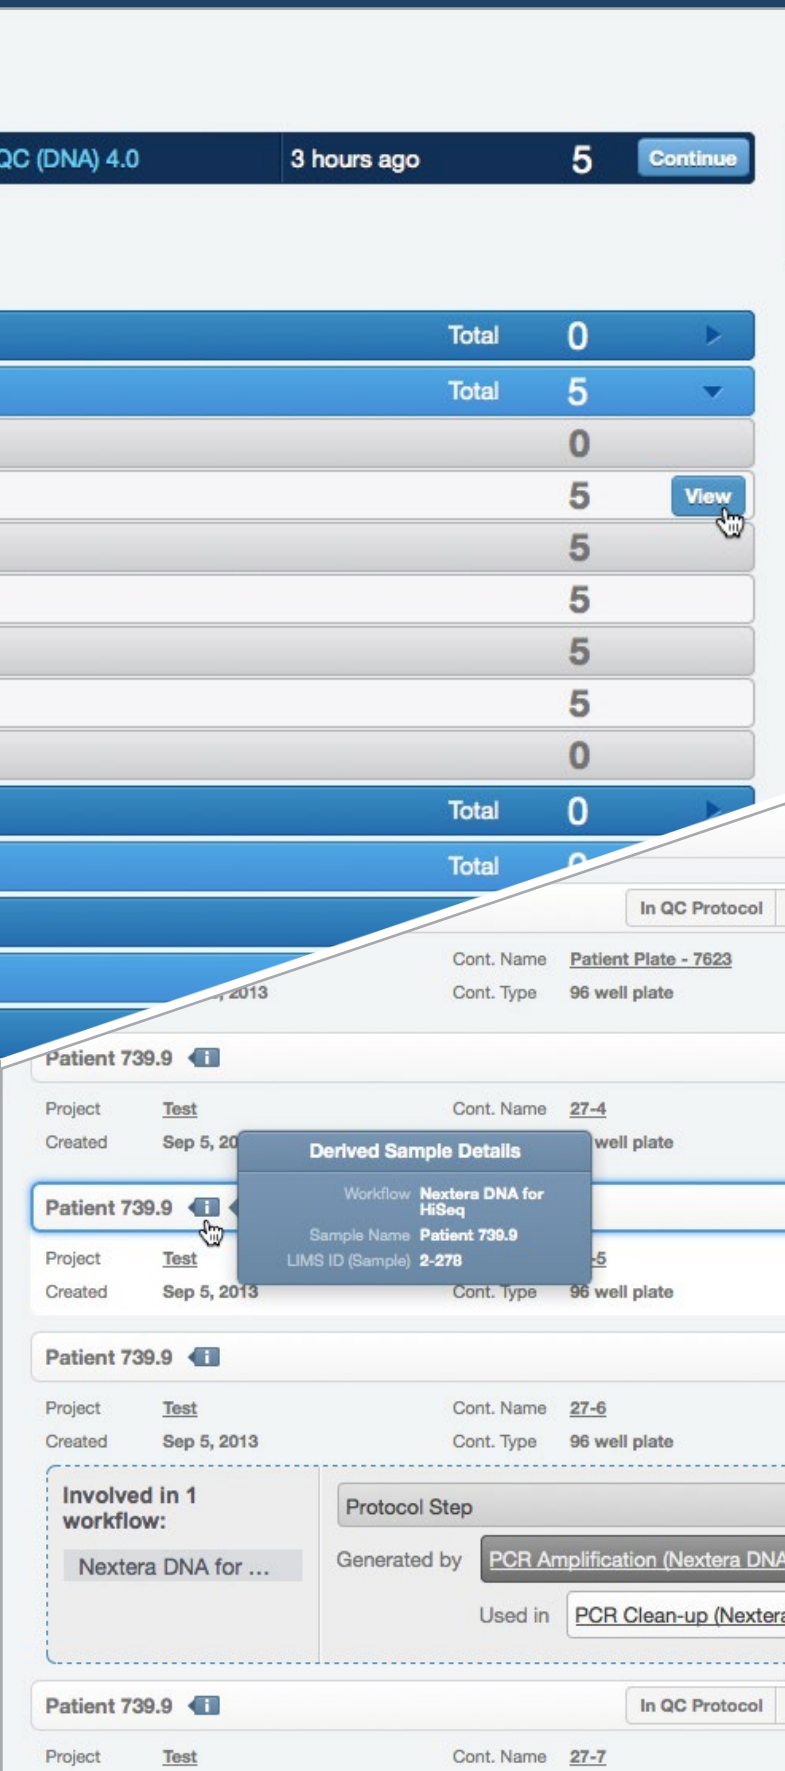 QC (DNA) 4.0 3 hours ago 5 Continue
Total 0
Total 5
0
5 View
5
5
5
5
0
Total 0
Total
In QC Protocol
Cont. Name Patient Plate - 7623
, 2013 Cont. Type 96 well plate
Patient 739.9 i
Project Test Cont. Name 27-4
Created Sep 5, 20 well plate
Derived Sample Details
Workflow Nextera DNA for
HiSeq
Sample Name Patient 739.9
LIMS ID (Sample) 2-278
Patient 739.9 i
Project Test -5
Created Sep 5, 2013 Cont. Type 96 well plate
Patient 739.9 i
Project Test Cont. Name 27-6
Created Sep 5, 2013 Cont. Type 96 well plate
Involved in 1
workflow:
Nextera DNA for ...
Protocol Step
Generated by PCR Amplification (Nextera DNA
Used in PCR Clean-up (Nextera
Patient 739.9 i In QC Protocol
Project Test Cont. Name 27-7